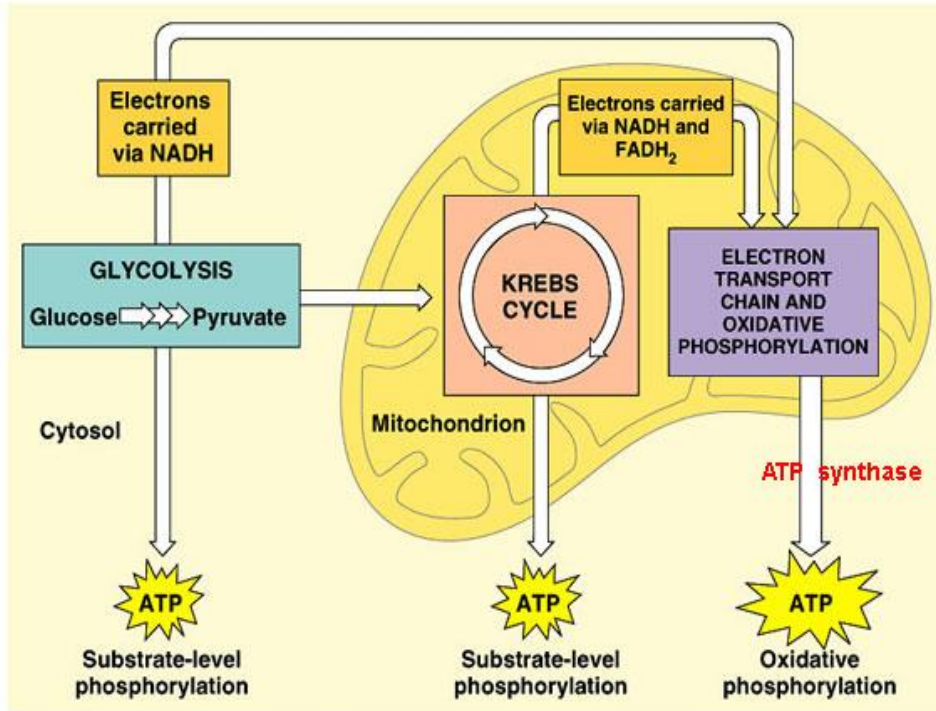 Electrons
carried
via NADH
Electrons carried
via NADH and
FADH₂
GLYCOLYSIS
Glucose Pyruvate
KREBS
CYCLE
ELECTRON
TRANSPORT
CHAIN AND
OXIDATIVE
PHOSPHORYLATION
Cytosol
Mitochondrion
ATP synthase
ATP
ATP
ATP
Substrate-level
phosphorylation
Substrate-level
phosphorylation
Oxidative
phosphorylation